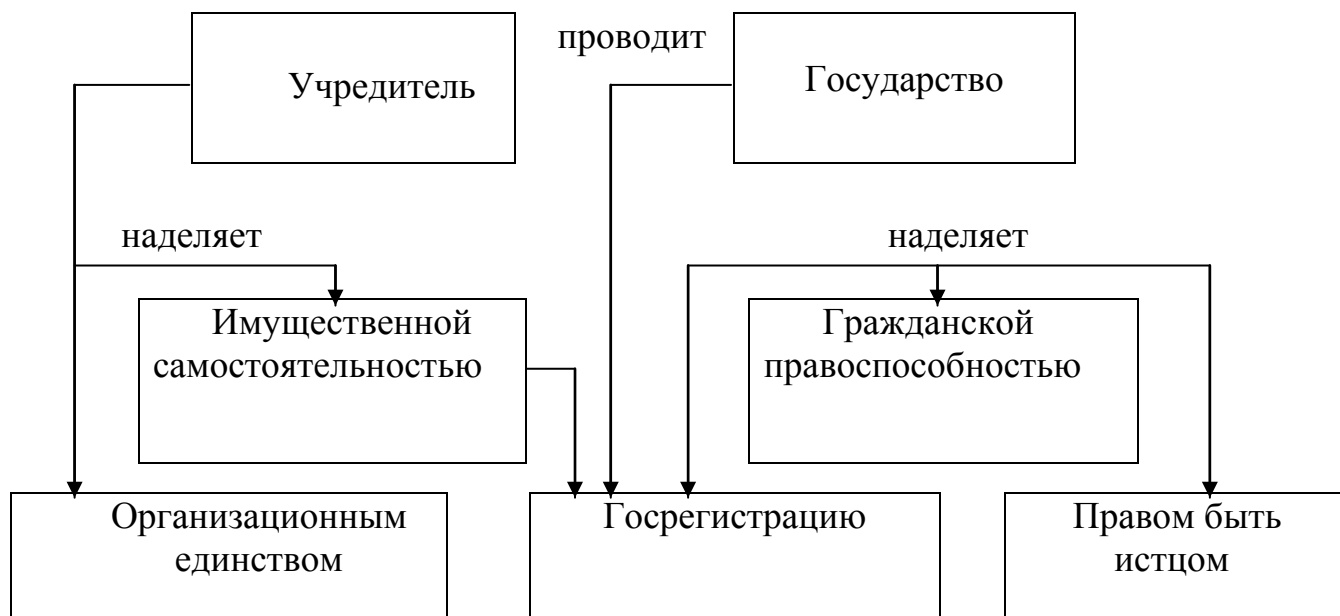 проводит
Учредитель
Государство
наделяет
наделяет
Имущественной
самостоятельностью
Гражданской
правоспособностью
Организационным
единством
Госрегистрацию
Правом быть
истцом